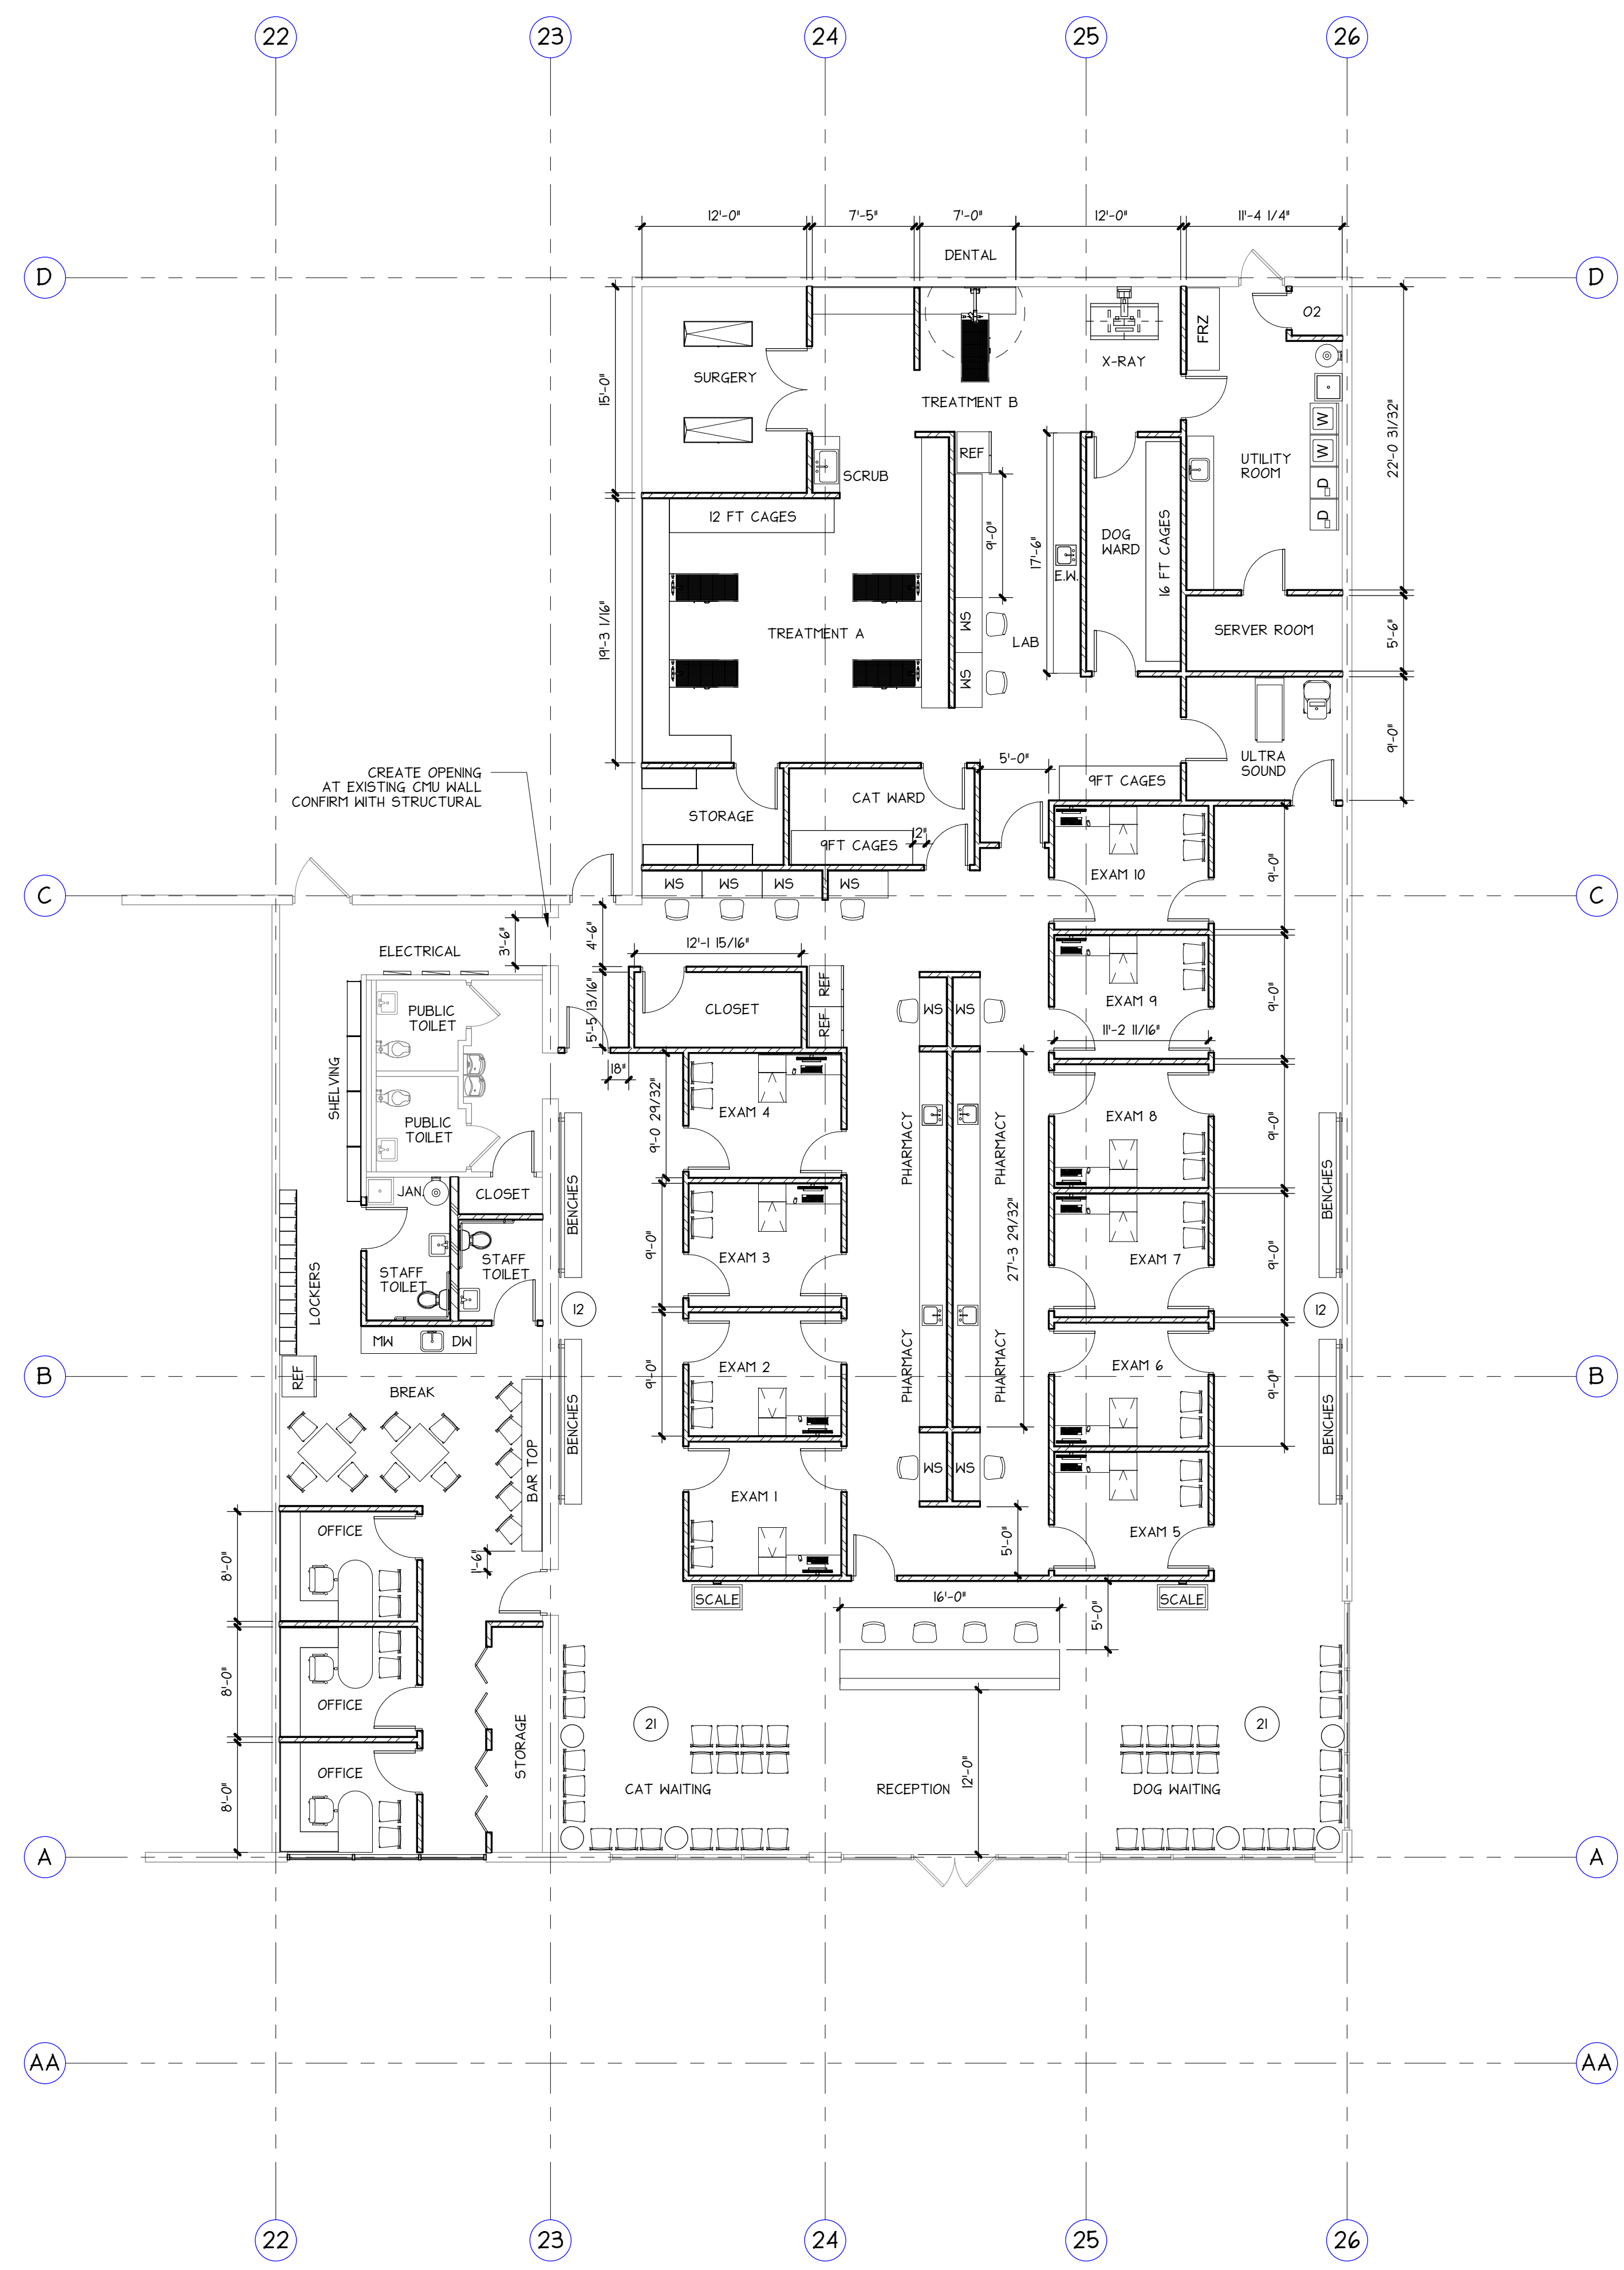 22
23
24
25
26
12'-0"
7'-5"
7'-0"
12'-0"
11'-4 1/4"
DENTAL
D
D
O2
FRZ
SURGERY
X-RAY
TREATMENT B
15'-0"
22'-0 31/32"
W
W
D
D
REF
SCRUB
UTILITY
ROOM
12 FT CAGES
9'-0"
17'-6"
DOG
WARD
16 FT CAGES
E.W.
19'-3 1/16"
TREATMENT A
WS
WS
LAB
SERVER ROOM
5'-6"
9'-0"
ULTRA
SOUND
5'-0"
9FT CAGES
CREATE OPENING
AT EXISTING CMU WALL
CONFIRM WITH STRUCTURAL
STORAGE
CAT WARD
12"
9FT CAGES
EXAM 10
9'-0"
WS
WS
WS
WS
C
C
3'-6"
4'-6"
ELECTRICAL
12'-1 15/16"
CLOSET
REF
REF
5'-5 13/16"
18"
WS
WS
EXAM 9
9'-0"
11'-2 11/16"
PUBLIC
TOILET
SHELVING
PUBLIC
TOILET
EXAM 4
9'-0 29/32"
PHARMACY
PHARMACY
EXAM 8
9'-0"
JAN.
CLOSET
BENCHES
BENCHES
LOCKERS
STAFF
TOILET
STAFF
TOILET
EXAM 3
9'-0"
27'-3 29/32"
EXAM 7
9'-0"
12
12
MW
DW
REF
B
B
BREAK
EXAM 2
9'-0"
PHARMACY
PHARMACY
EXAM 6
9'-0"
BENCHES
BENCHES
BAR TOP
WS
WS
EXAM 1
EXAM 5
OFFICE
8'-0"
1'-6"
5'-0"
SCALE
SCALE
16'-0"
5'-0"
OFFICE
8'-0"
STORAGE
21
21
OFFICE
8'-0"
CAT WAITING
RECEPTION
12'-0"
DOG WAITING
A
A
AA
AA
22
23
24
25
26